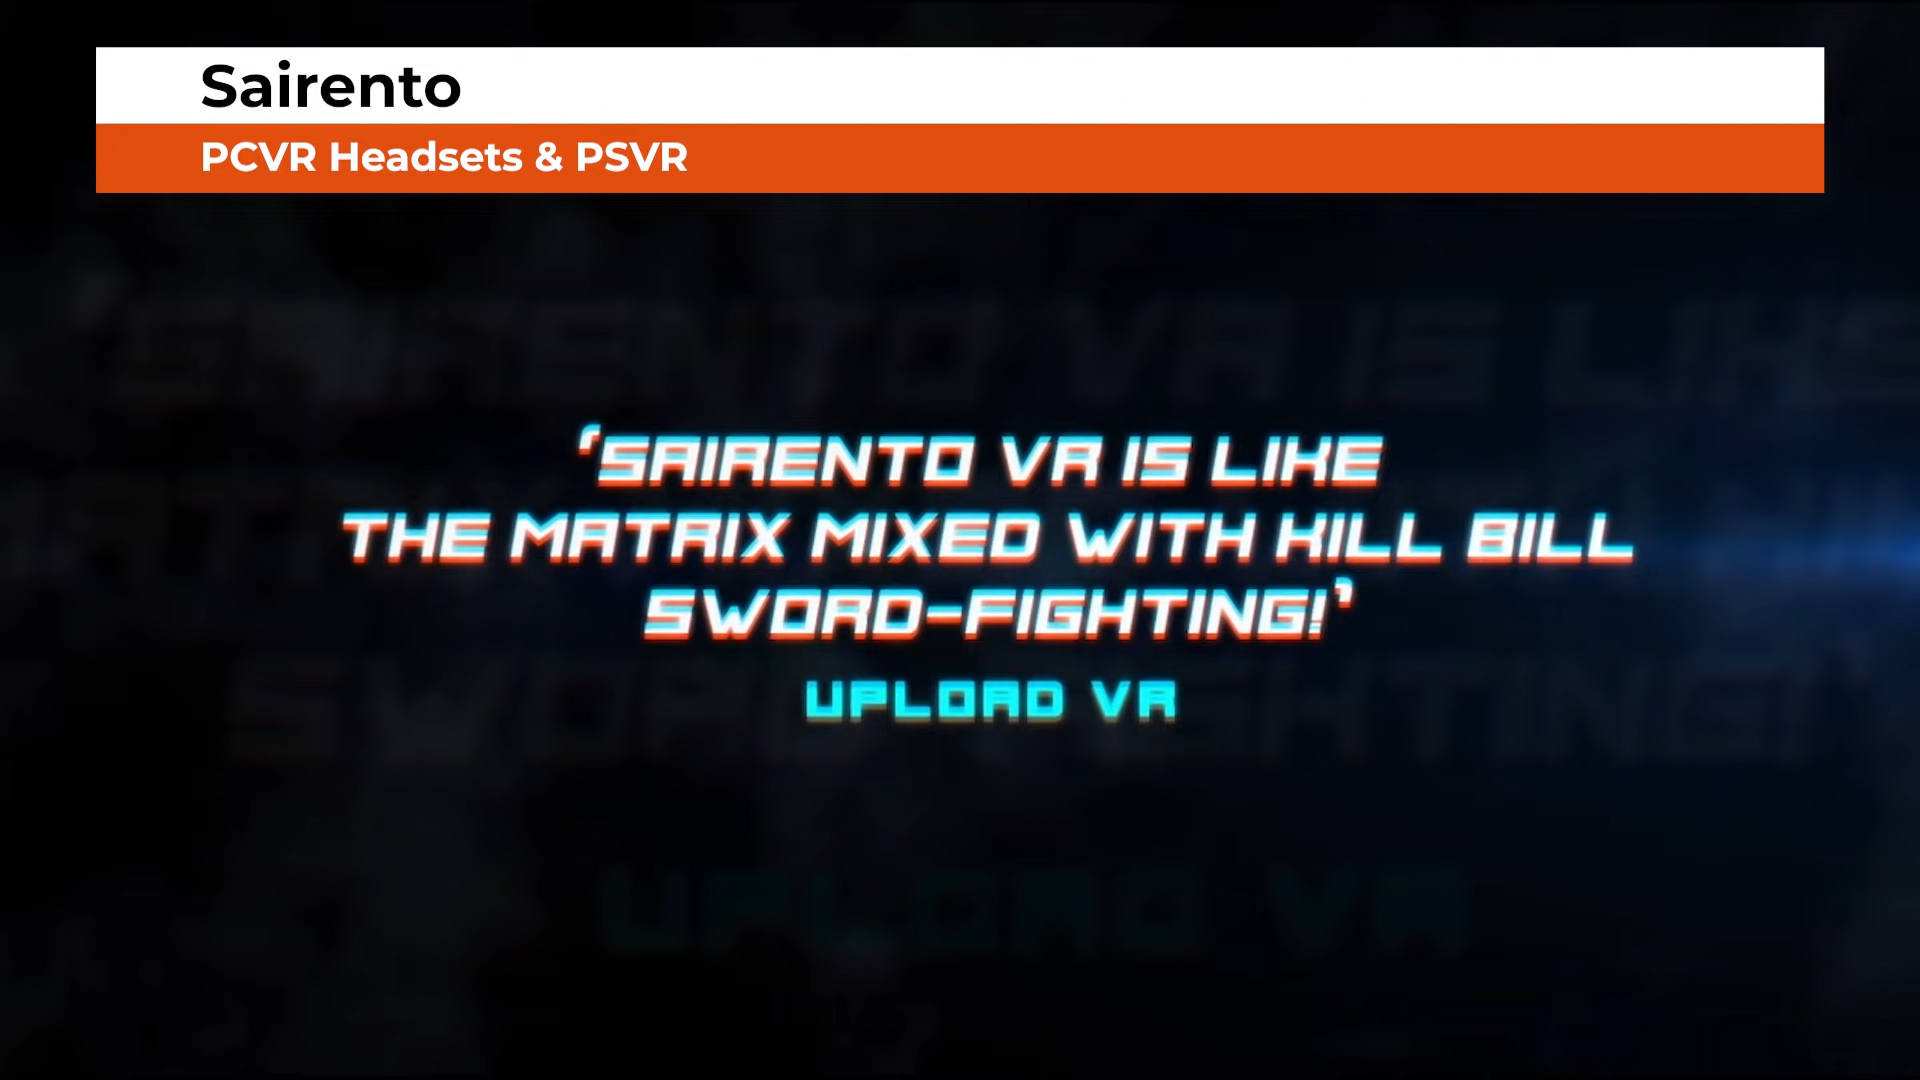 Sairento
PCVR Headsets & PSVR
'SAIRENTO VR IS LIKE
THE MATRIX MIXED WITH KILL BILL
SWORD-FIGHTING!'
UPLOAD VR